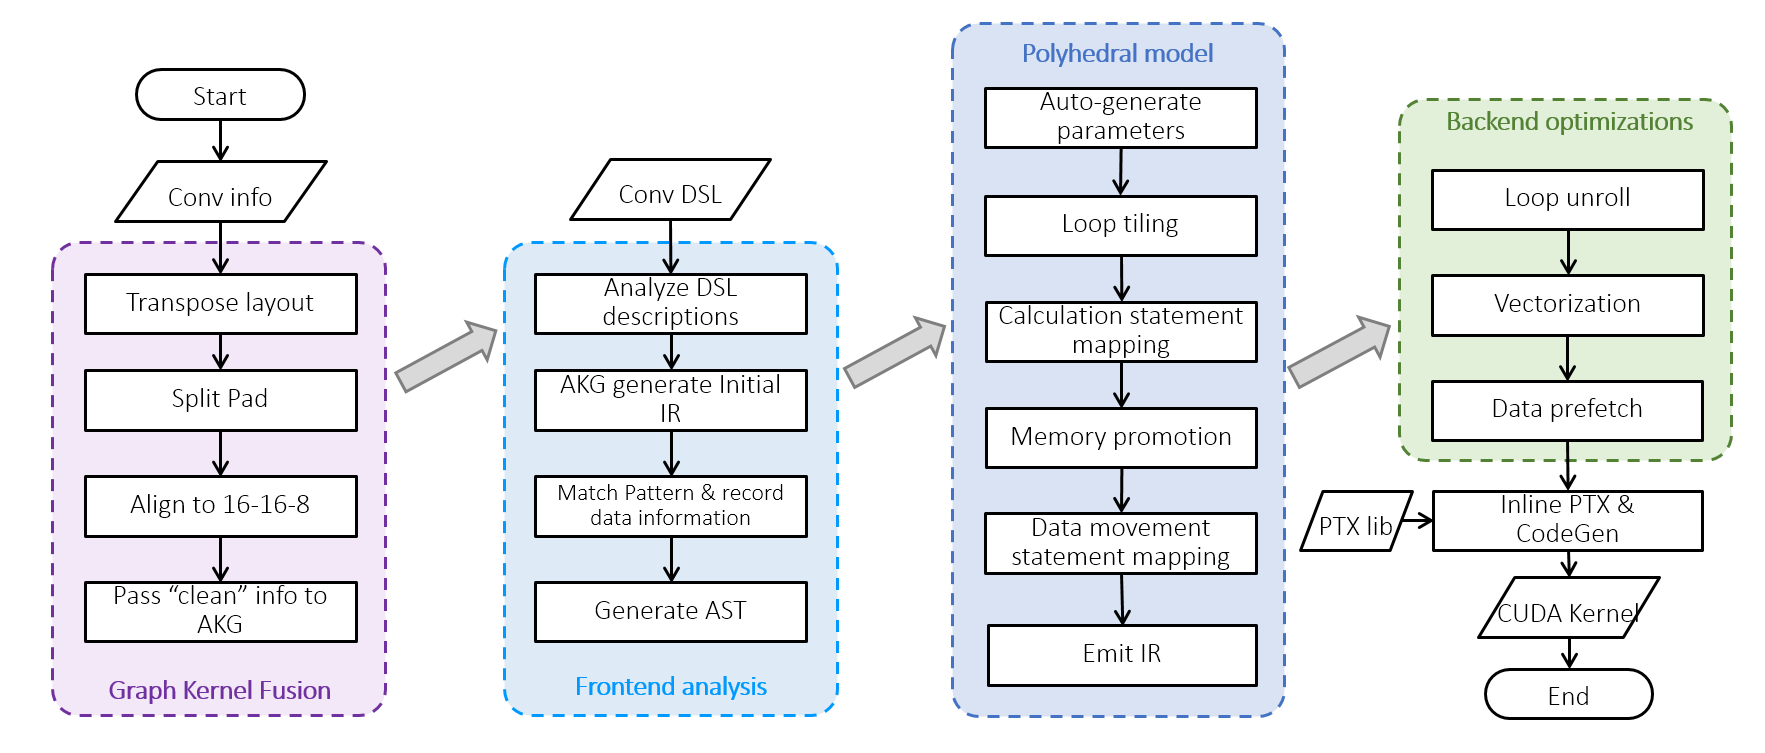 Start
Conv info
Transpose layout
Split Pad
Align to 16-16-8
Pass “clean” info to
AKG
Graph Kernel Fusion
Conv DSL
Analyze DSL
descriptions
AKG generate Initial
IR
Match Pattern & record
data information
Generate AST
Frontend analysis
Polyhedral model
Auto-generate
parameters
Loop tiling
Calculation statement
mapping
Memory promotion
Data movement
statement mapping
Emit IR
Backend optimizations
Loop unroll
Vectorization
Data prefetch
PTX lib
Inline PTX &
CodeGen
CUDA Kernel
End